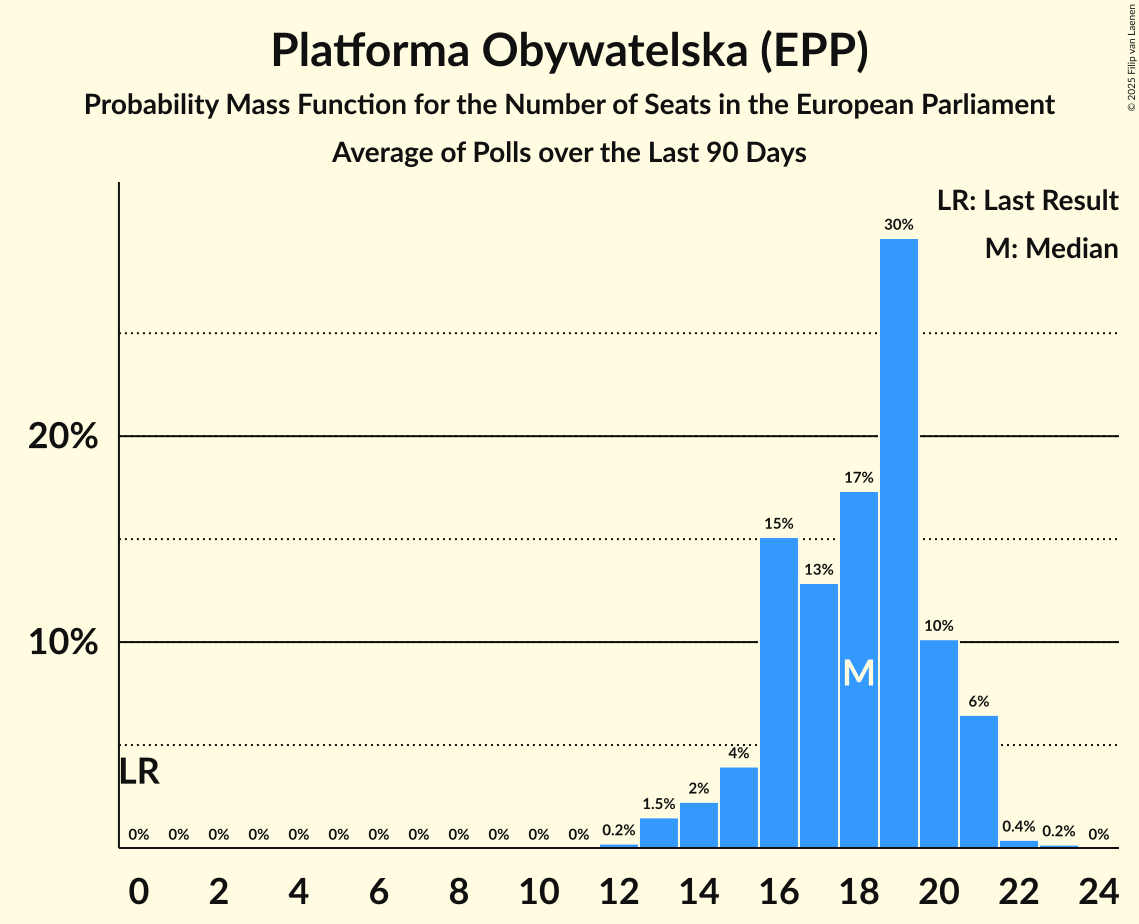 Platforma Obywatelska (EPP)
Probability Mass Function for the Number of Seats in the European Parliament
Average of Polls over the Last 90 Days
© 2025 Filip van Laenen
LR: Last Result
M: Median
30%
20%
17%
15%
13%
10%
10%
M
6%
4%
LR
2%
1.5%
0% 0% 0% 0% 0% 0% 0% 0% 0% 0% 0% 0% 0.2% 0.4% 0.2% 0%
0 2 4 6 8 10 12 14 16 18 20 22 24